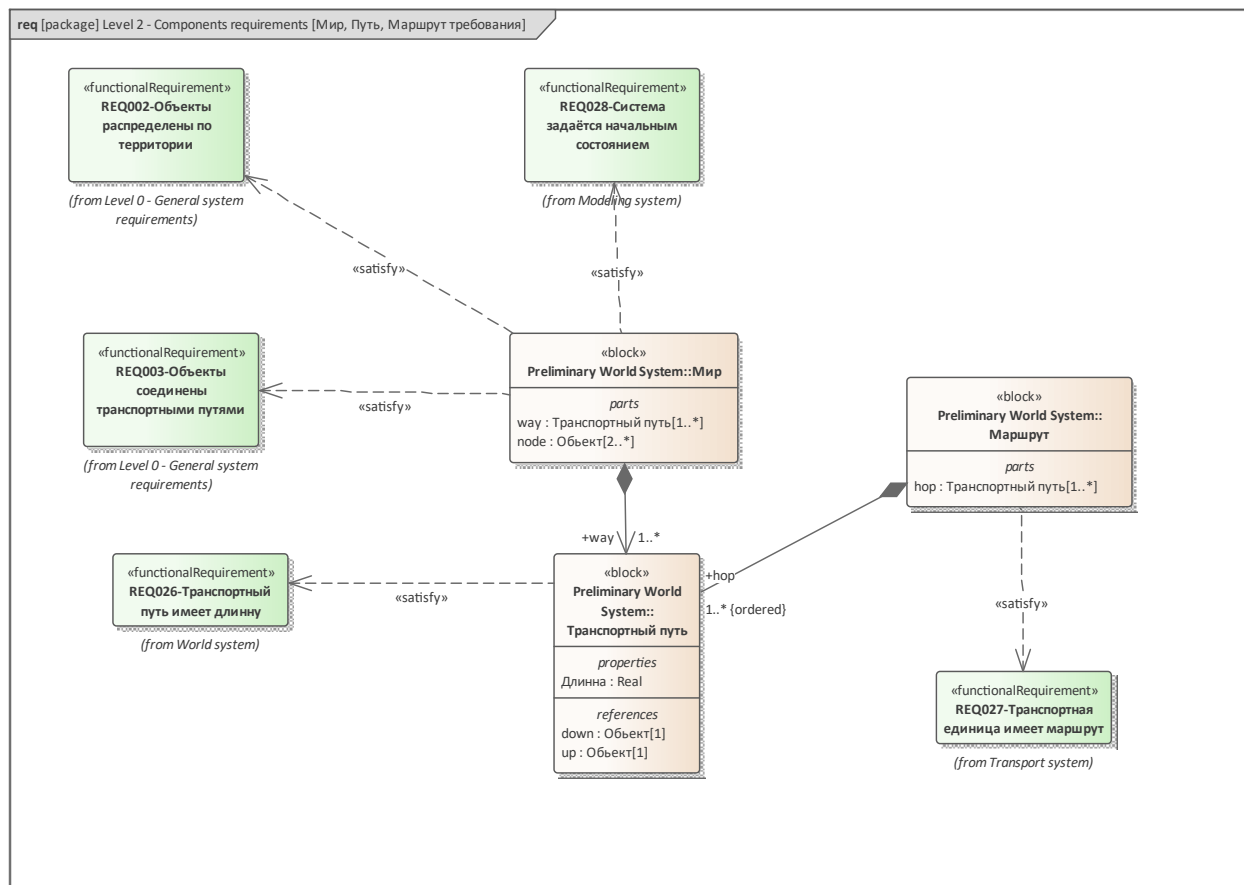 req [package] Level 2 - Components requirements [Мир, Путь, Маршрут требования]
«functionalRequirement»
REQ002-Объекты
распределены по
территории
(from Level 0 - General system
requirements)
«functionalRequirement»
REQ028-Система
задаётся начальным
состоянием
(from Modeling system)
«satisfy»
«satisfy»
«functionalRequirement»
REQ003-Объекты
соединены
транспортными путями
(from Level 0 - General system
requirements)
«satisfy»
«block»
Preliminary World System::Мир
parts
way : Транспортный путь[1..*]
node : Обьект[2..*]
«block»
Preliminary World System::
Маршрут
parts
hop : Транспортный путь[1..*]
+way 1..*
«functionalRequirement»
REQ026-Транспортный
путь имеет длинну
(from World system)
«satisfy»
«block»
Preliminary World
System::
Транспортный путь
properties
Длинна : Real
references
down : Обьект[1]
up : Обьект[1]
+hop
1..* {ordered}
«satisfy»
«functionalRequirement»
REQ027-Транспортная
единица имеет маршрут
(from Transport system)